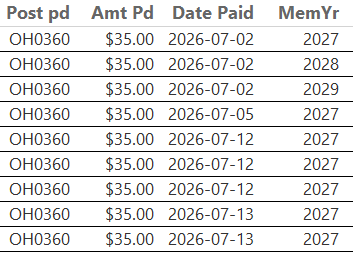 Post pd Amt Pd Date Paid MemYr
OH0360 $35.00 2026-07-02 2027
OH0360 $35.00 2026-07-02 2028
OH0360 $35.00 2026-07-02 2029
OH0360 $35.00 2026-07-05 2027
OH0360 $35.00 2026-07-12 2027
OH0360 $35.00 2026-07-12 2027
OH0360 $35.00 2026-07-12 2027
OH0360 $35.00 2026-07-13 2027
OH0360 $35.00 2026-07-13 2027